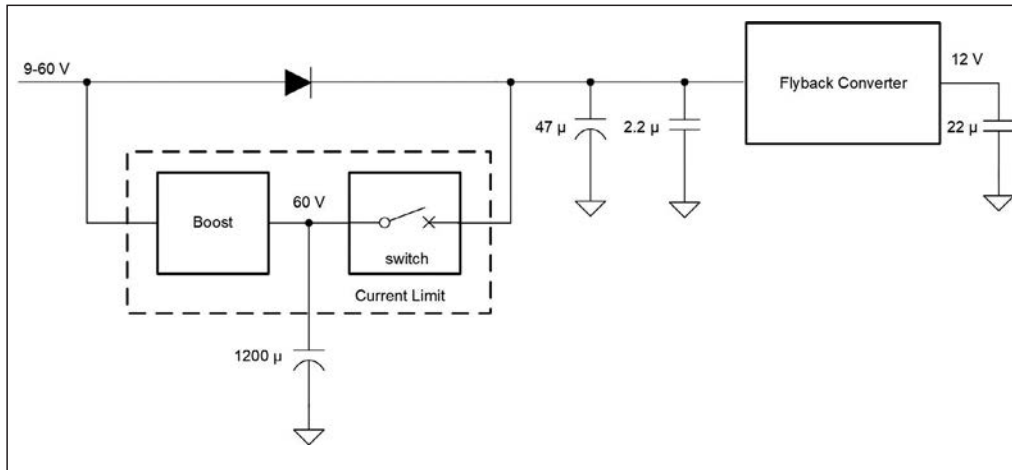 9-60 V
12 V
Flyback Converter
47 µ
2.2 µ
22 µ
60 V
Boost
switch
Current Limit
1200 µ